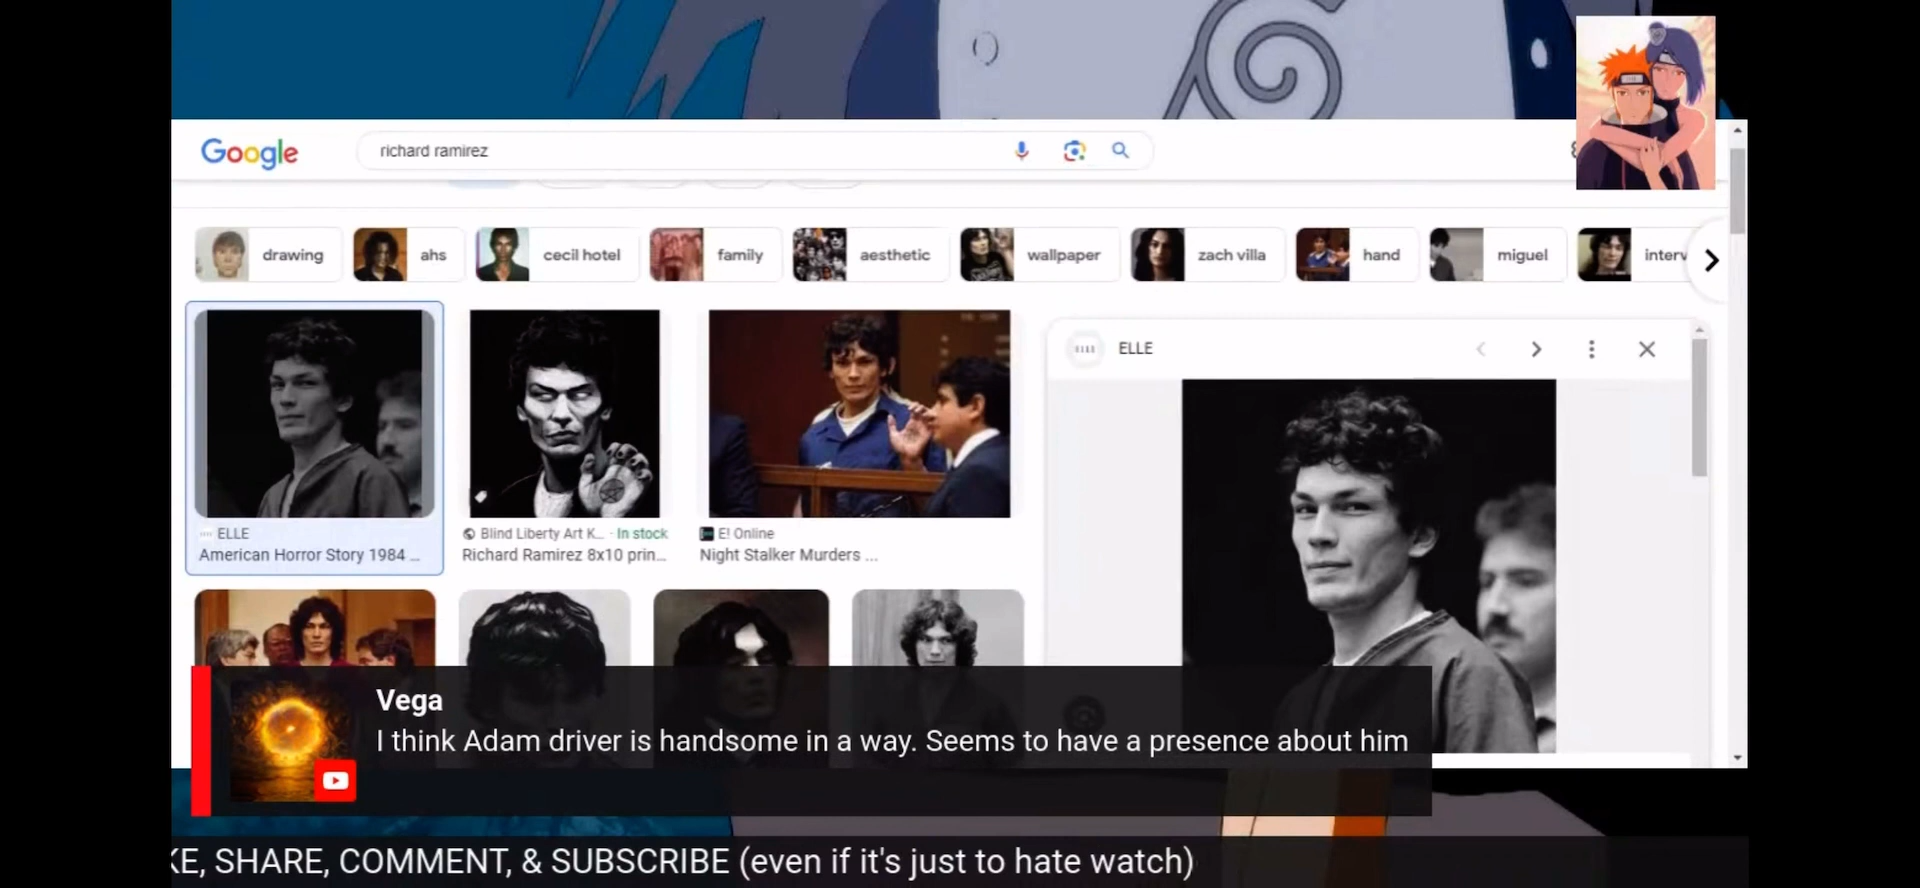 Google
richard ramirez
drawing
ahs
cecil hotel
family
aesthetic
wallpaper
zach villa
hand
miguel
interv
ELLE
ELLE
American Horror Story 1984 ...
Blind Liberty Art K... · In stock
Richard Ramirez 8x10 prin...
E! Online
Night Stalker Murders ...
Vega
I think Adam driver is handsome in a way. Seems to have a presence about him
KE, SHARE, COMMENT, & SUBSCRIBE (even if it's just to hate watch)